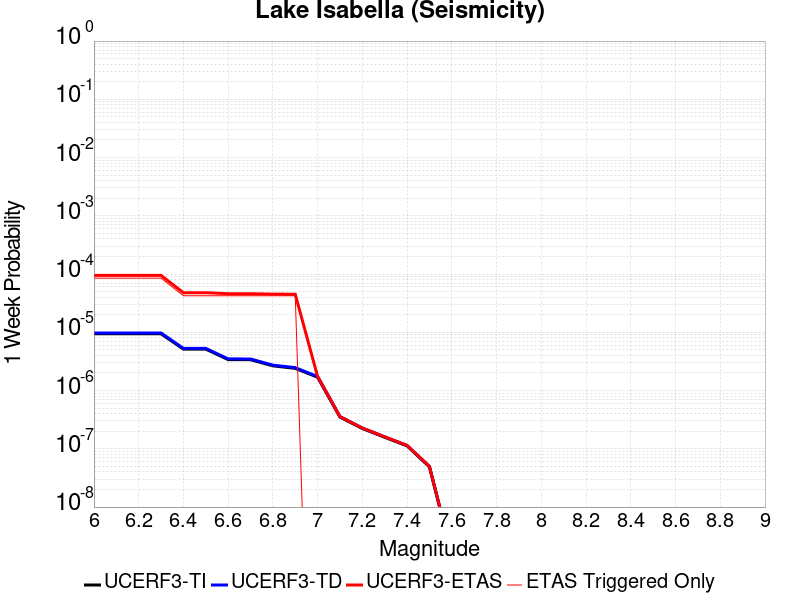 Lake Isabella (Seismicity)
10^0
10^-1
10^-2
10^-3
10^-4
10^-5
10^-6
10^-7
10^-8
1 Week Probability
6 6.2 6.4 6.6 6.8 7 7.2 7.4 7.6 7.8 8 8.2 8.4 8.6 8.8 9
Magnitude
UCERF3-TI UCERF3-TD UCERF3-ETAS ETAS Triggered Only